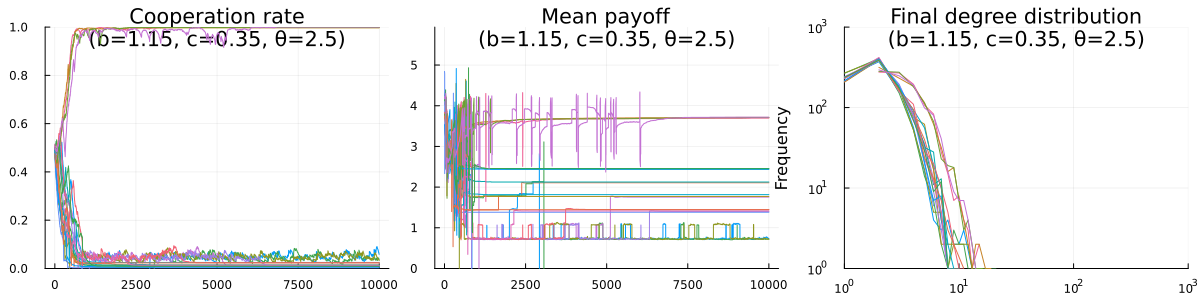 Cooperation rate
(b=1.15, c=0.35, θ=2.5)
1.0
0.8
0.6
0.4
0.2
0.0
0 2500 5000 7500 10000
Mean payoff
(b=1.15, c=0.35, θ=2.5)
5
4
3
2
1
0
0 2500 5000 7500 10000
Final degree distribution
(b=1.15, c=0.35, θ=2.5)
Frequency
10³
10²
10¹
10⁰
10⁰ 10¹ 10² 10³